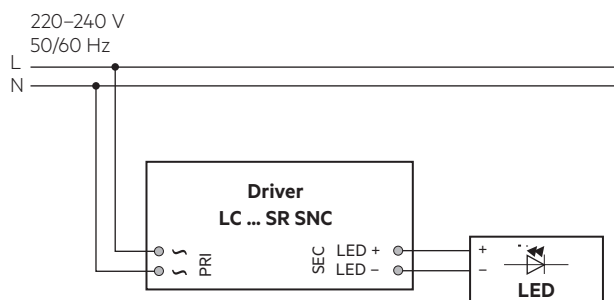 220–240 V
50/60 Hz
L
N
Driver
LC ... SR SNC
~ PRI SEC LED + +
~ LED – –
LED